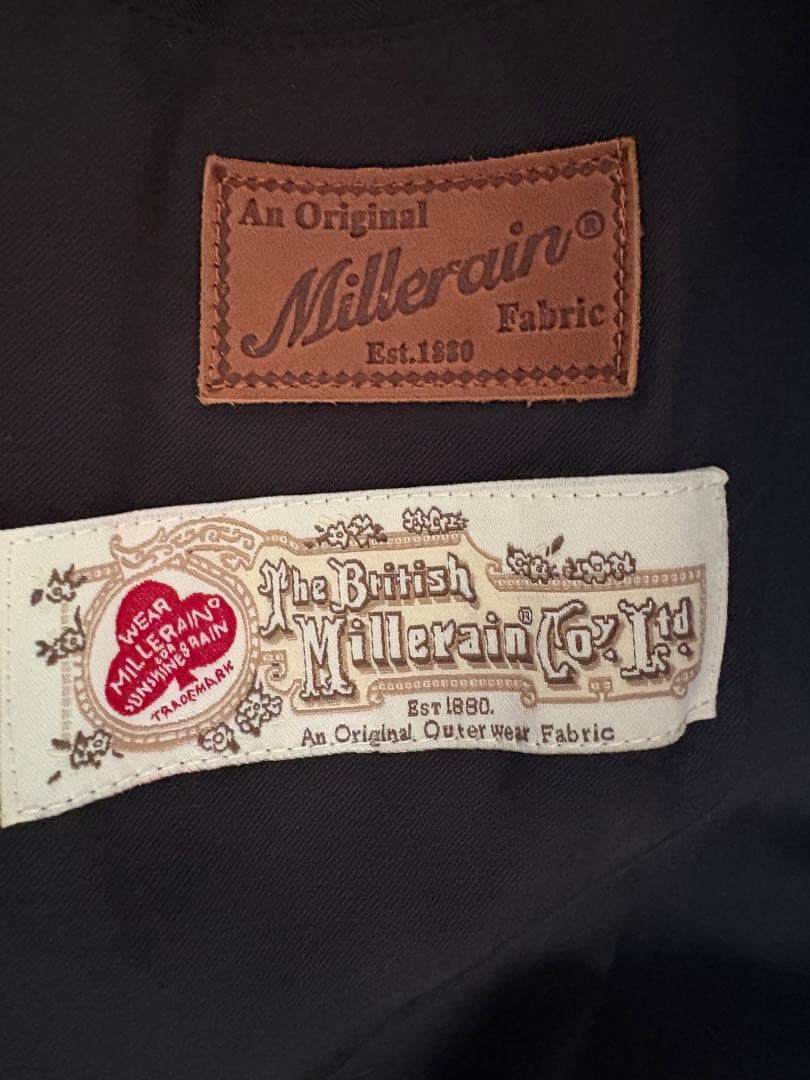 An Original
Millerain®
Fabric
Est.1880
WEAR
MILLERAIN
FOR
SUNSHINE & RAIN
TRADEMARK
The British
Millerain® Coy. Ltd.
EST 1880.
An Original Outerwear Fabric